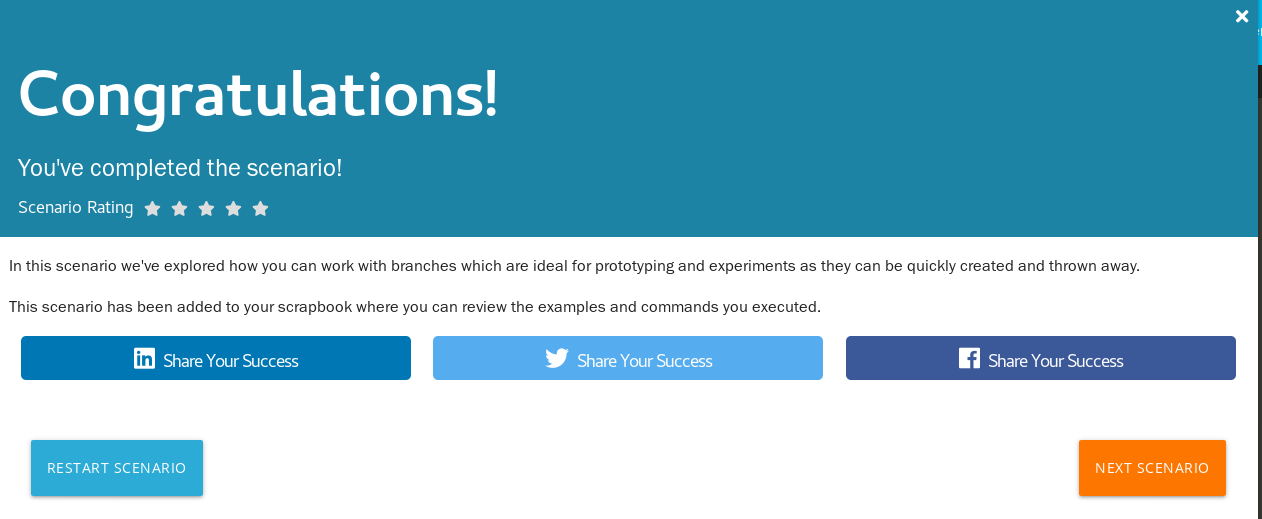 Congratulations!
You've completed the scenario!
Scenario Rating
In this scenario we've explored how you can work with branches which are ideal for prototyping and experiments as they can be quickly created and thrown away.
This scenario has been added to your scrapbook where you can review the examples and commands you executed.
Share Your Success
Share Your Success
Share Your Success
RESTART SCENARIO
NEXT SCENARIO